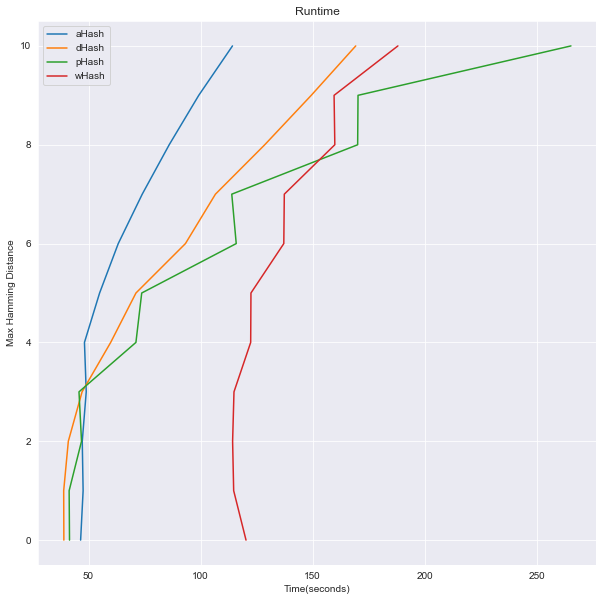 Runtime
aHash
dHash
pHash
wHash
10
8
6
4
2
0
Max Hamming Distance
50 100 150 200 250
Time(seconds)